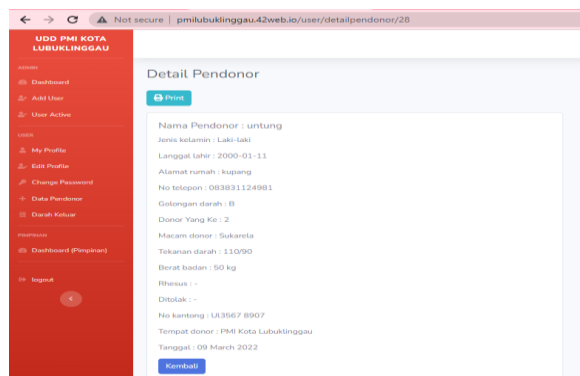 Not secure | pmilubuklinggau.42web.io/user/detailpendonor/28
UDD PMI KOTA
LUBUKLINGGAU
ADMIN
Dashboard
Add User
User Active
USER
My Profile
Edit Profile
Change Password
Data Pendonor
Darah Keluar
PIMPINAN
Dashboard (Pimpinan)
logout
Detail Pendonor
Print
Nama Pendonor : untung
Jenis kelamin : Laki-laki
Langgal lahir : 2000-01-11
Alamat rumah : kupang
No telepon : 083831124981
Golongan darah : B
Donor Yang Ke : 2
Macam donor : Sukarela
Tekanan darah : 110/90
Berat badan : 50 kg
Rhesus : -
Ditolak : -
No kantong : UI3567 8907
Tempat donor : PMI Kota Lubuklinggau
Tanggal : 09 March 2022
Kembali